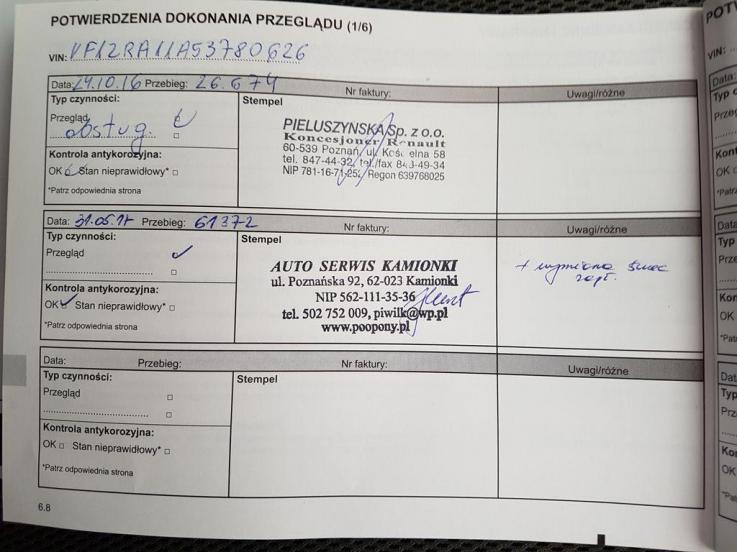 POTWIERDZENIA DOKONANIA PRZEGLĄDU (1/6)
VIN: VF12RA11A53780626
Data: 24.10.16 Przebieg: 26.674 Nr faktury: Uwagi/różne
Typ czynności: Stempel
Przegląd
obsług.
PIELUSZYŃSKA Sp. z o.o.
Koncesjoner Renault
60-539 Poznań, ul. Kościelna 58
tel. 847-44-32, tel./fax 843-49-34
NIP 781-16-71-252, Regon 639768025
Kontrola antykorozyjna:
OK Stan nieprawidłowy*
*Patrz odpowiednia strona
Data: 31.05.17 Przebieg: 61372 Nr faktury: Uwagi/różne
Typ czynności: Stempel
Przegląd
AUTO SERWIS KAMIONKI
ul. Poznańska 92, 62-023 Kamionki
NIP 562-111-35-36
tel. 502 752 009, piwilk@wp.pl
www.poopony.pl
+ wymiana świec
zapł.
Kontrola antykorozyjna:
OK Stan nieprawidłowy*
*Patrz odpowiednia strona
Data: Przebieg: Nr faktury: Uwagi/różne
Typ czynności: Stempel
Przegląd
Kontrola antykorozyjna:
OK Stan nieprawidłowy*
*Patrz odpowiednia strona
6.8